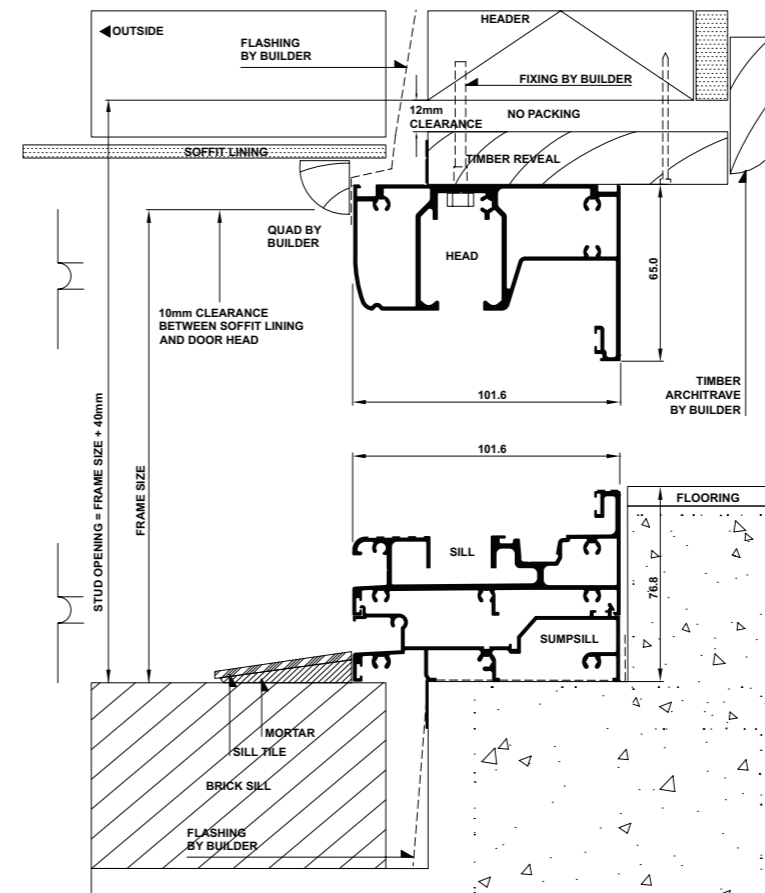 OUTSIDE
HEADER
FLASHING
BY BUILDER
FIXING BY BUILDER
12mm
CLEARANCE
NO PACKING
SOFFIT LINING
TIMBER REVEAL
QUAD BY
BUILDER
HEAD
65.0
10mm CLEARANCE
BETWEEN SOFFIT LINING
AND DOOR HEAD
TIMBER
ARCHITRAVE
BY BUILDER
101.6
101.6
STUD OPENING = FRAME SIZE + 40mm
FRAME SIZE
FLOORING
SILL
76.8
SUMPSILL
MORTAR
SILL TILE
BRICK SILL
FLASHING
BY BUILDER